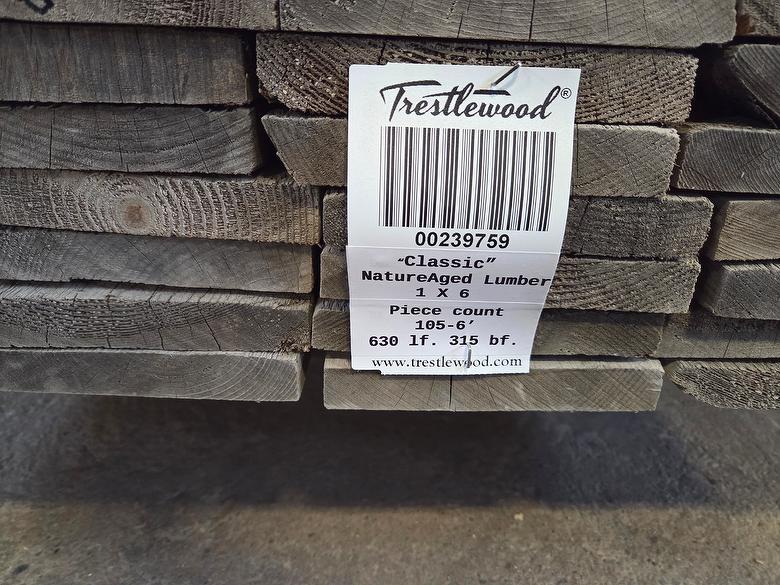 Trestlewood®
00239759
"Classic"
NatureAged Lumber
1 X 6
Piece count
105-6'
630 lf. 315 bf.
www.trestlewood.com